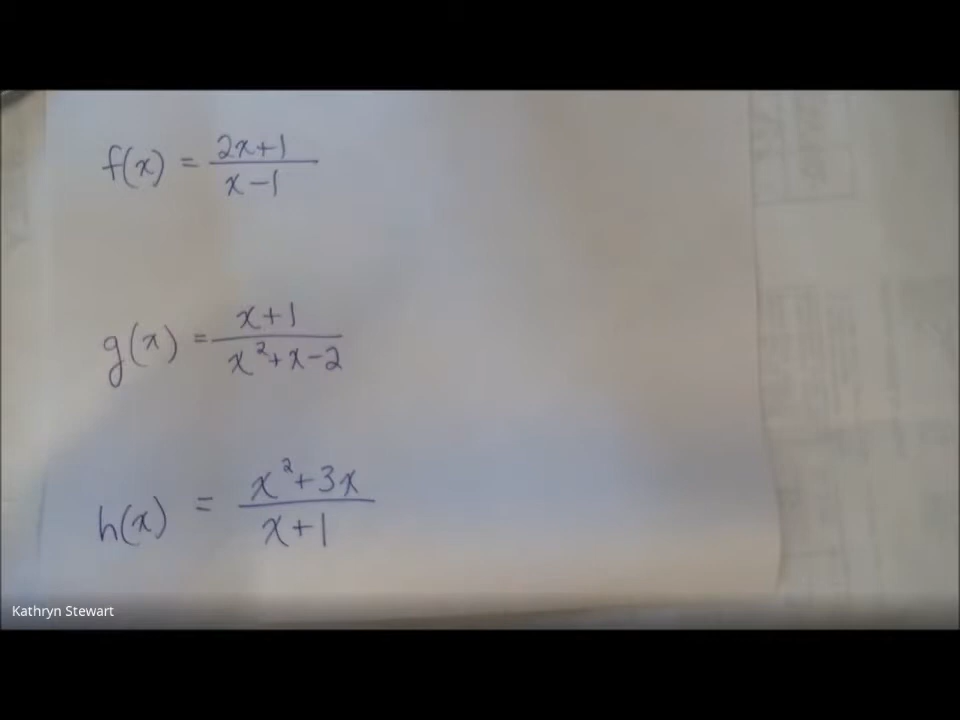 f(x) = (2x+1)/(x-1)
g(x) = (x+1)/(x²+x-2)
h(x) = (x²+3x)/(x+1)
Kathryn Stewart